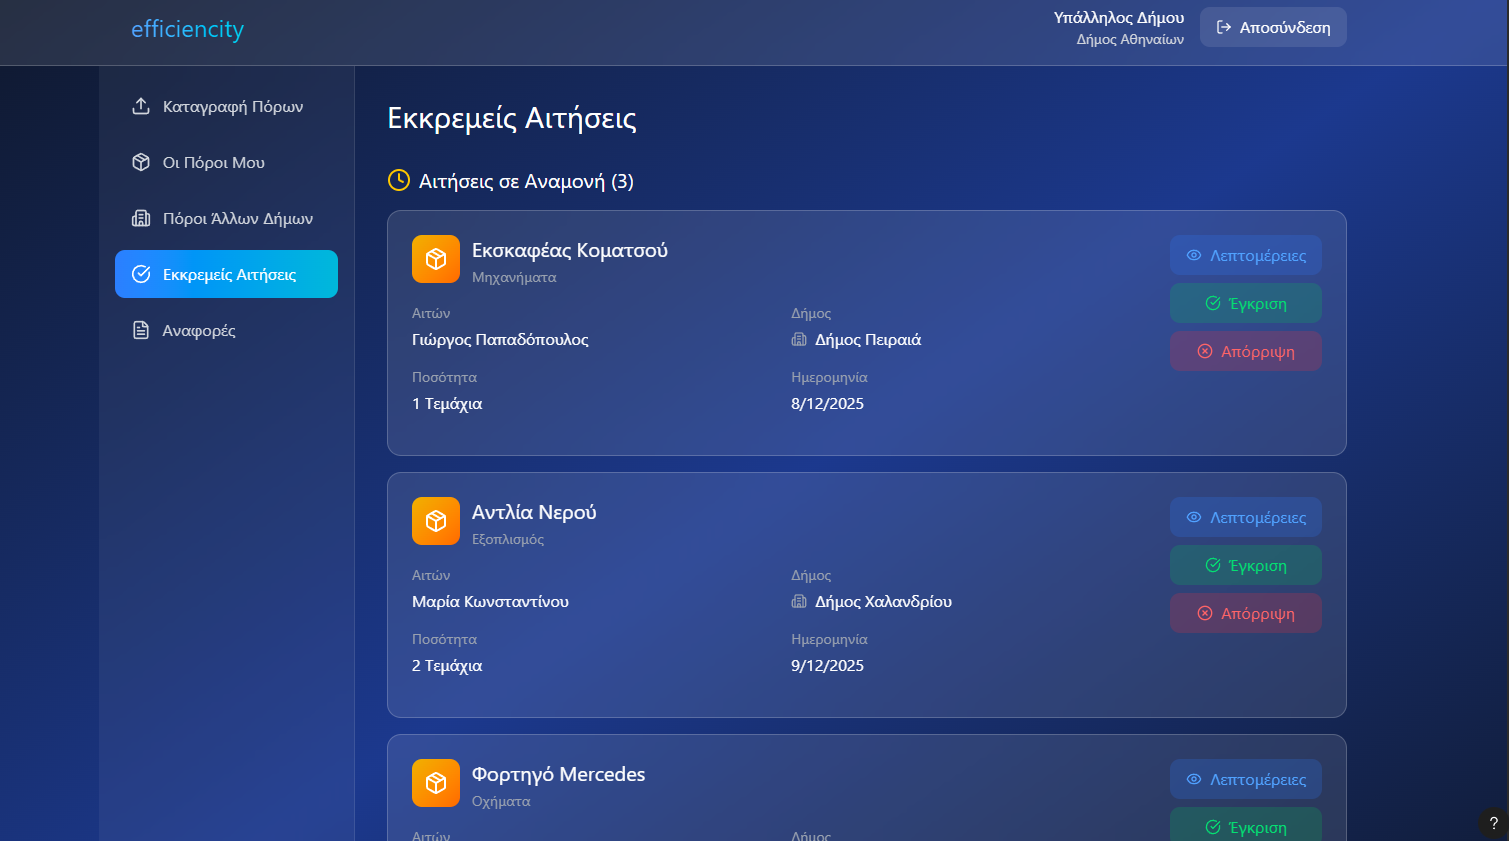 efficiencity
Υπάλληλος Δήμου
Δήμος Αθηναίων
Αποσύνδεση
Καταγραφή Πόρων
Οι Πόροι Μου
Πόροι Άλλων Δήμων
Εκκρεμείς Αιτήσεις
Αναφορές
Εκκρεμείς Αιτήσεις
Αιτήσεις σε Αναμονή (3)
Εκσκαφέας Κοματσού
Μηχανήματα
Αιτών
Γιώργος Παπαδόπουλος
Δήμος
Δήμος Πειραιά
Ποσότητα
1 Τεμάχια
Ημερομηνία
8/12/2025
Λεπτομέρειες
Έγκριση
Απόρριψη
Αντλία Νερού
Εξοπλισμός
Αιτών
Μαρία Κωνσταντίνου
Δήμος
Δήμος Χαλανδρίου
Ποσότητα
2 Τεμάχια
Ημερομηνία
9/12/2025
Λεπτομέρειες
Έγκριση
Απόρριψη
Φορτηγό Mercedes
Οχήματα
Αιτών
Δήμος
Λεπτομέρειες
Έγκριση
?